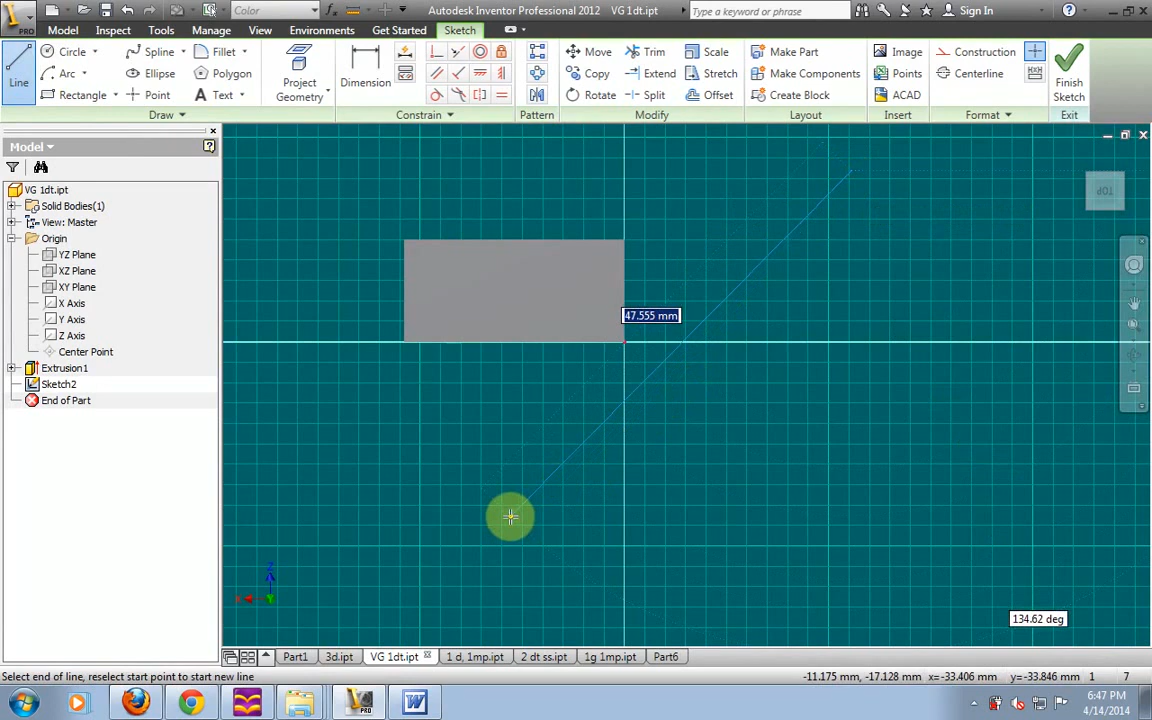 PRO
Color
Autodesk Inventor Professional 2012 VG 1dt.ipt
Type a keyword or phrase
Sign In
Model Inspect Tools Manage View Environments Get Started Sketch
Line
Circle
Arc
Rectangle
Spline
Ellipse
Point
Fillet
Polygon
Text
Project Geometry
Dimension
Move
Copy
Rotate
Trim
Extend
Split
Scale
Stretch
Offset
Make Part
Make Components
Create Block
Image
Points
ACAD
Construction
Centerline
Finish Sketch
Draw
Constrain
Pattern
Modify
Layout
Insert
Format
Exit
Model
VG 1dt.ipt
Solid Bodies(1)
View: Master
Origin
YZ Plane
XZ Plane
XY Plane
X Axis
Y Axis
Z Axis
Center Point
Extrusion1
Sketch2
End of Part
TOP
47.555 mm
134.62 deg
Z
X
Y
Part1 3d.ipt VG 1dt.ipt 1 d, 1mp.ipt 2 dt ss.ipt 1g 1mp.ipt Part6
Select end of line, reselect start point to start new line
-11.175 mm, -17.128 mm x=-33.406 mm y=-33.846 mm 1 7
PRO
6:47 PM
4/14/2014